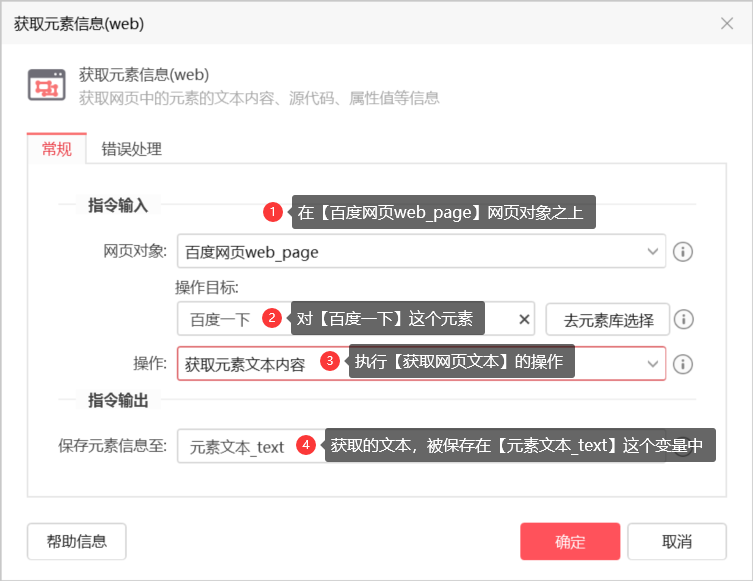 获取元素信息(web)
获取元素信息(web)
获取网页中的元素的文本内容、源代码、属性值等信息
常规 错误处理
指令输入
1 在【百度网页web_page】网页对象之上
网页对象: 百度网页web_page
操作目标:
百度一下 2 对【百度一下】这个元素 去元素库选择
操作: 获取元素文本内容 3 执行【获取网页文本】的操作
指令输出
保存元素信息至: 元素文本_text 4 获取的文本，被保存在【元素文本_text】这个变量中
帮助信息 确定 取消